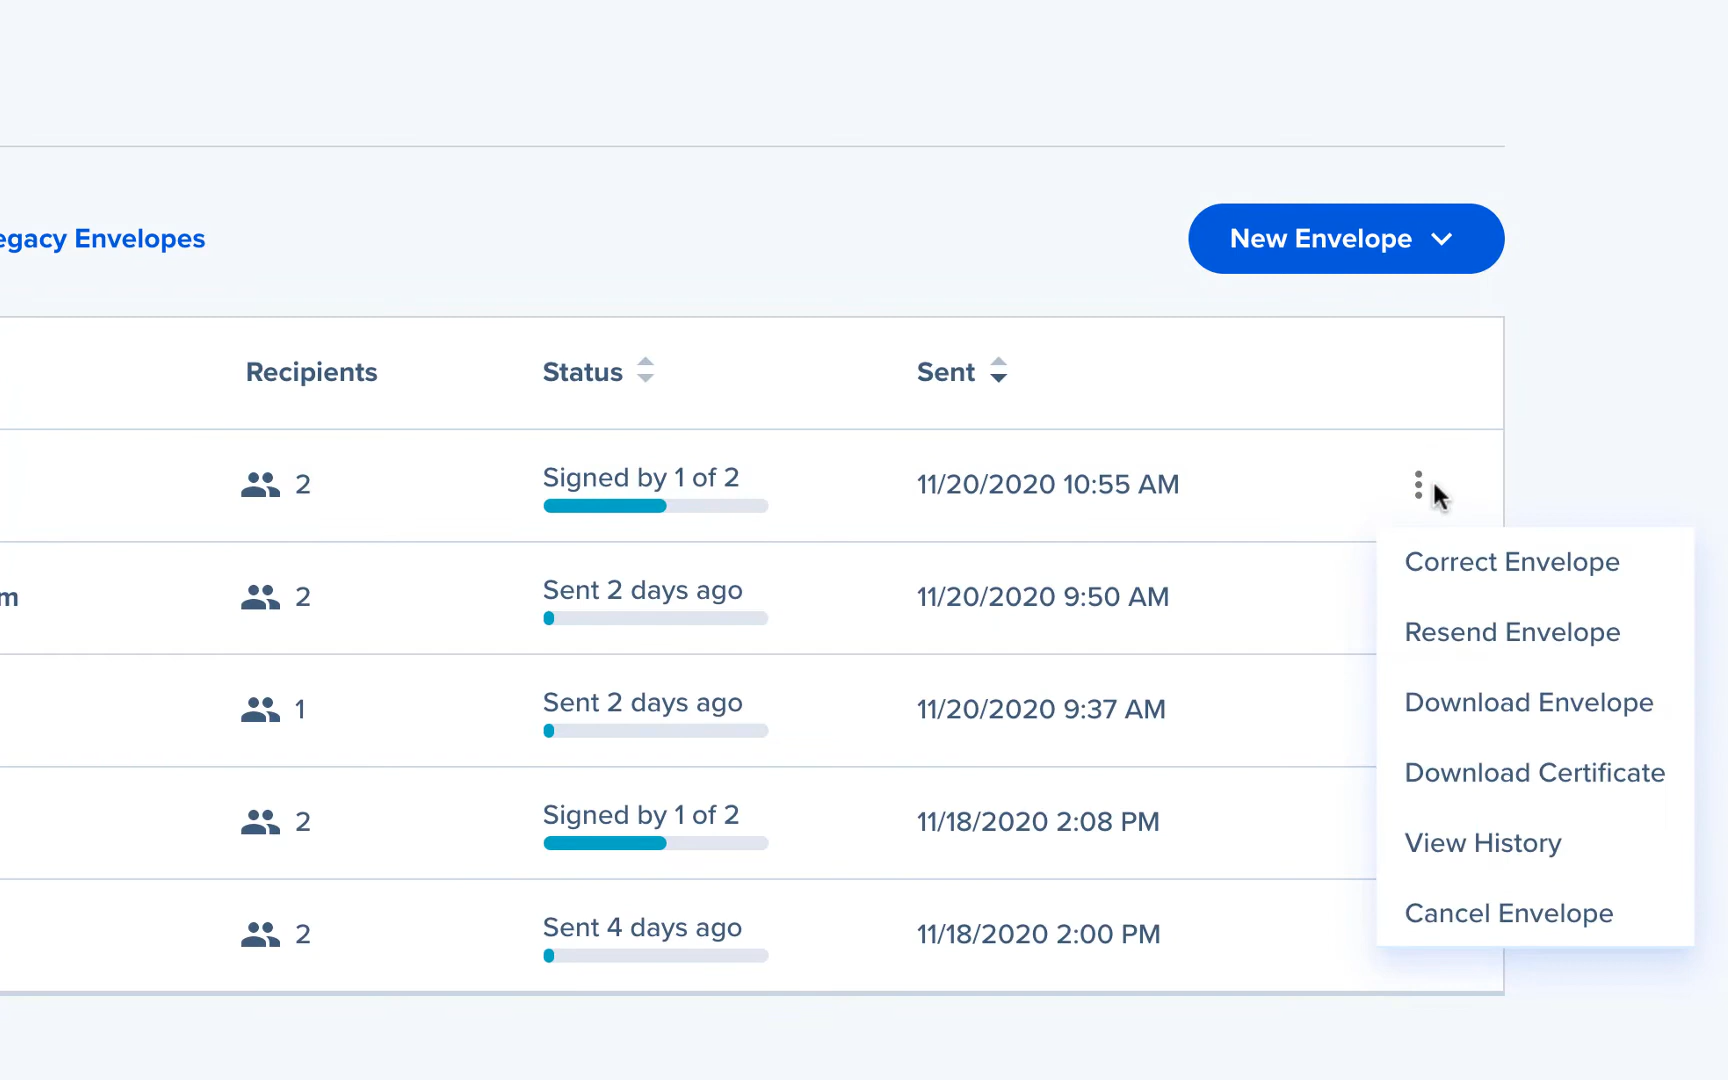 egacy Envelopes
New Envelope
Recipients Status Sent
2 Signed by 1 of 2 11/20/2020 10:55 AM
m 2 Sent 2 days ago 11/20/2020 9:50 AM
1 Sent 2 days ago 11/20/2020 9:37 AM
2 Signed by 1 of 2 11/18/2020 2:08 PM
2 Sent 4 days ago 11/18/2020 2:00 PM
Correct Envelope
Resend Envelope
Download Envelope
Download Certificate
View History
Cancel Envelope